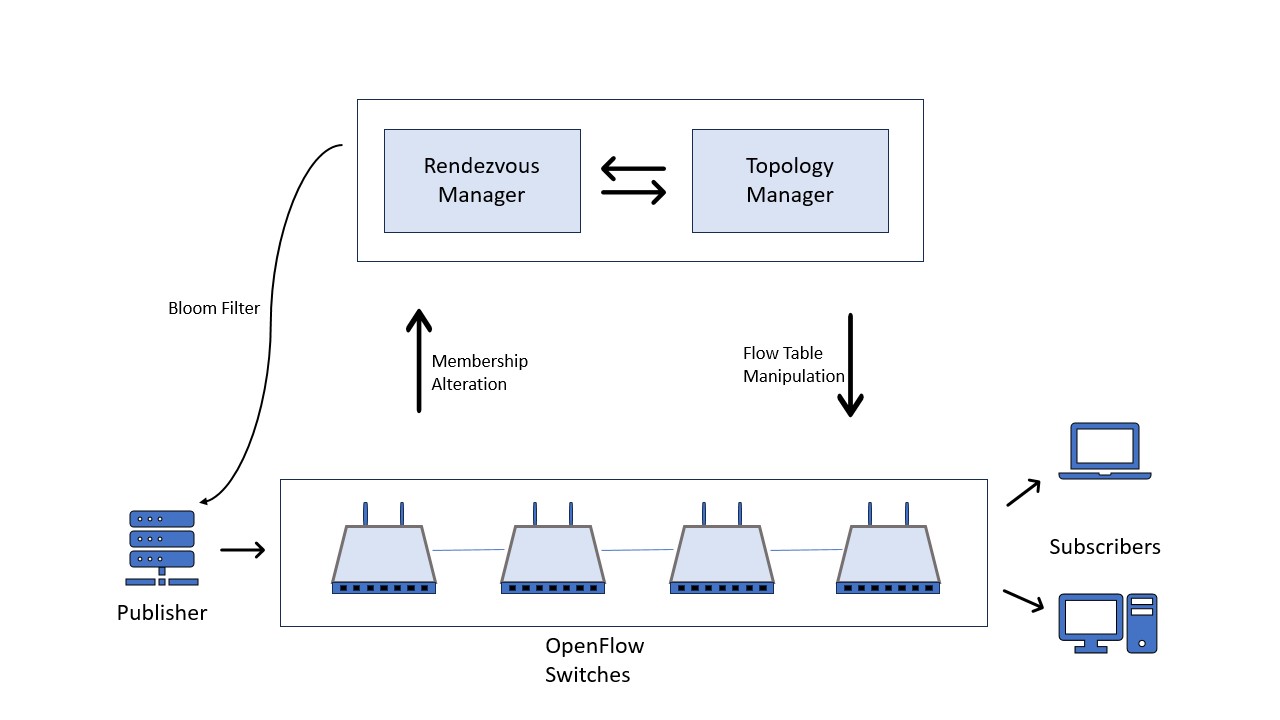 Rendezvous
Manager
Topology
Manager
Bloom Filter
Membership
Alteration
Flow Table
Manipulation
Publisher
Subscribers
OpenFlow
Switches